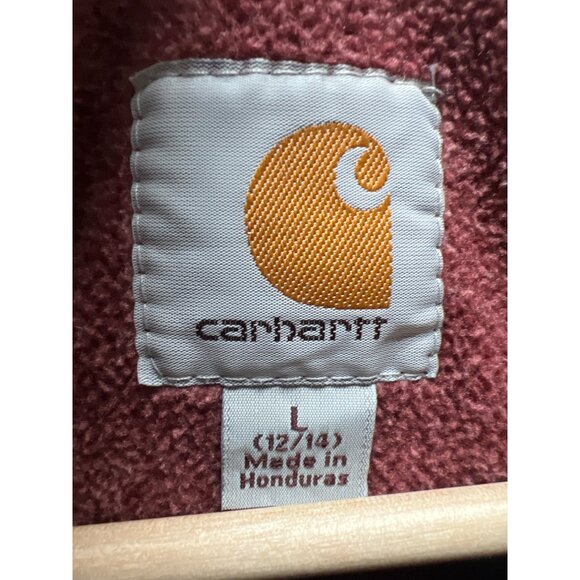 carhartt
L
(12/14)
Made in
Honduras